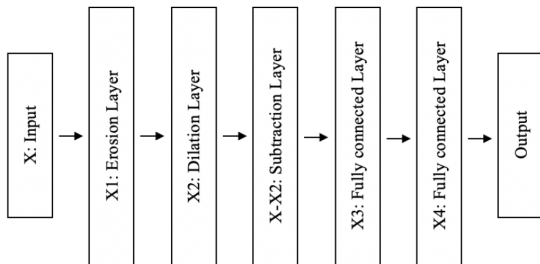 X: Input
X1: Erosion Layer
X2: Dilation Layer
X-X2: Subtraction Layer
X3: Fully connected Layer
X4: Fully connected Layer
Output